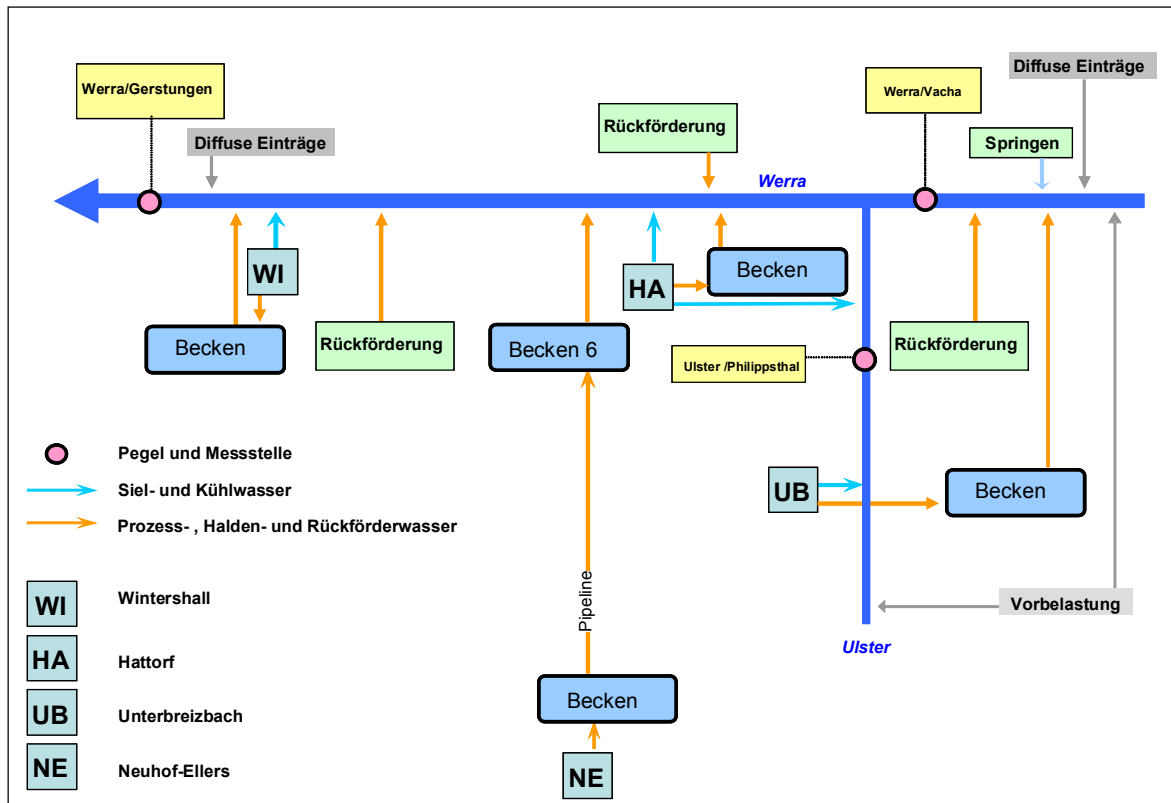 Diffuse Einträge
Werra/Gerstungen
Werra/Vacha
Rückförderung
Diffuse Einträge
Springen
Werra
WI
HA
Becken
Becken
Rückförderung
Becken 6
Ulster /Philippsthal
Rückförderung
Pegel und Messstelle
Siel- und Kühlwasser
Prozess- , Halden- und Rückförderwasser
UB
Becken
Pipeline
WI
Wintershall
Vorbelastung
HA
Hattorf
Ulster
UB
Unterbreizbach
Becken
NE
Neuhof-Ellers
NE